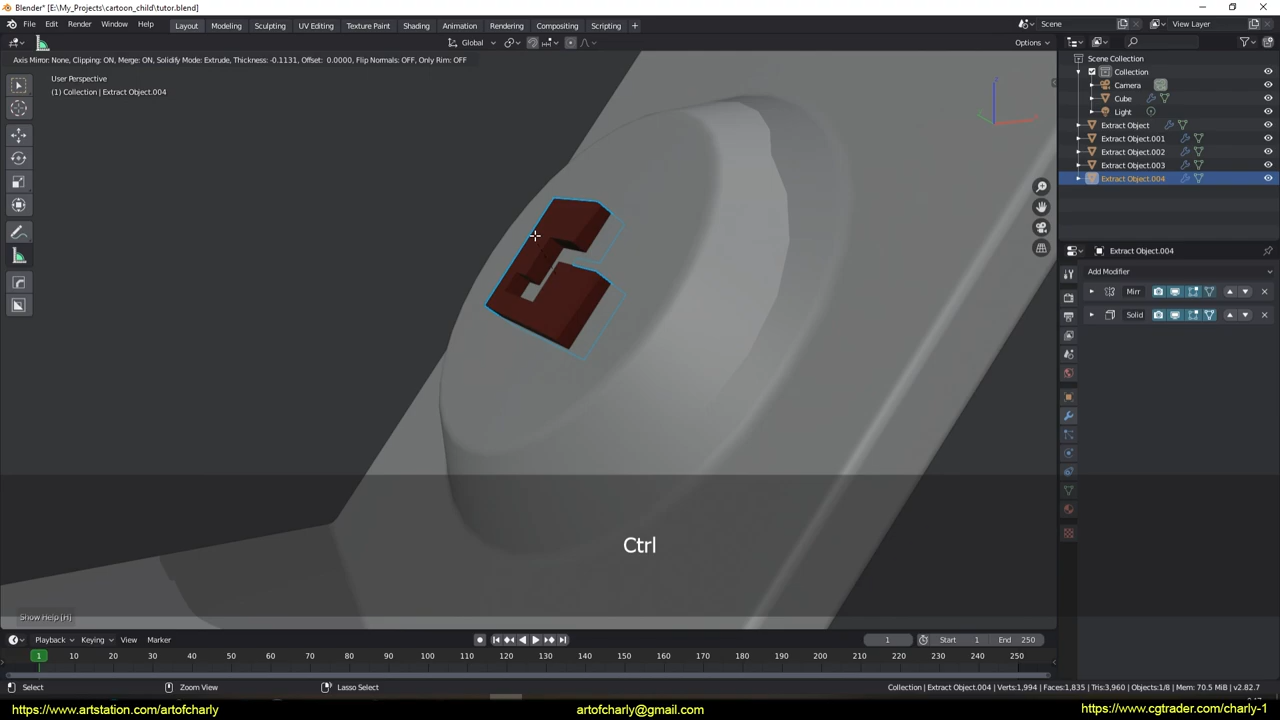 Blender* [E:\My_Projects\cartoon_child\tutor.blend]
File Edit Render Window Help Layout Modeling Sculpting UV Editing Texture Paint Shading Animation Rendering Compositing Scripting + Scene View Layer
Global Options
Axis Mirror: None, Clipping: ON, Merge: ON, Solidify Mode: Extrude, Thickness: -0.1131, Offset: 0.0000, Flip Normals: OFF, Only Rim: OFF
User Perspective
(1) Collection | Extract Object.004
Scene Collection
Collection
Camera
Cube
Light
Extract Object
Extract Object.001
Extract Object.002
Extract Object.003
Extract Object.004
Extract Object.004
Add Modifier
Mirr
Solid
Ctrl
Show Help [H]
Playback Keying View Marker 1 Start 1 End 250
1 10 20 30 40 50 60 70 80 90 100 110 120 130 140 150 160 170 180 190 200 210 220 230 240 250
Select Zoom View Lasso Select Collection | Extract Object.004 | Verts:1,994 | Faces:1,835 | Tris:3,960 | Objects:1/8 | Mem: 70.5 MiB | v2.82.7
https://www.artstation.com/artofcharly artofcharly@gmail.com https://www.cgtrader.com/charly-1